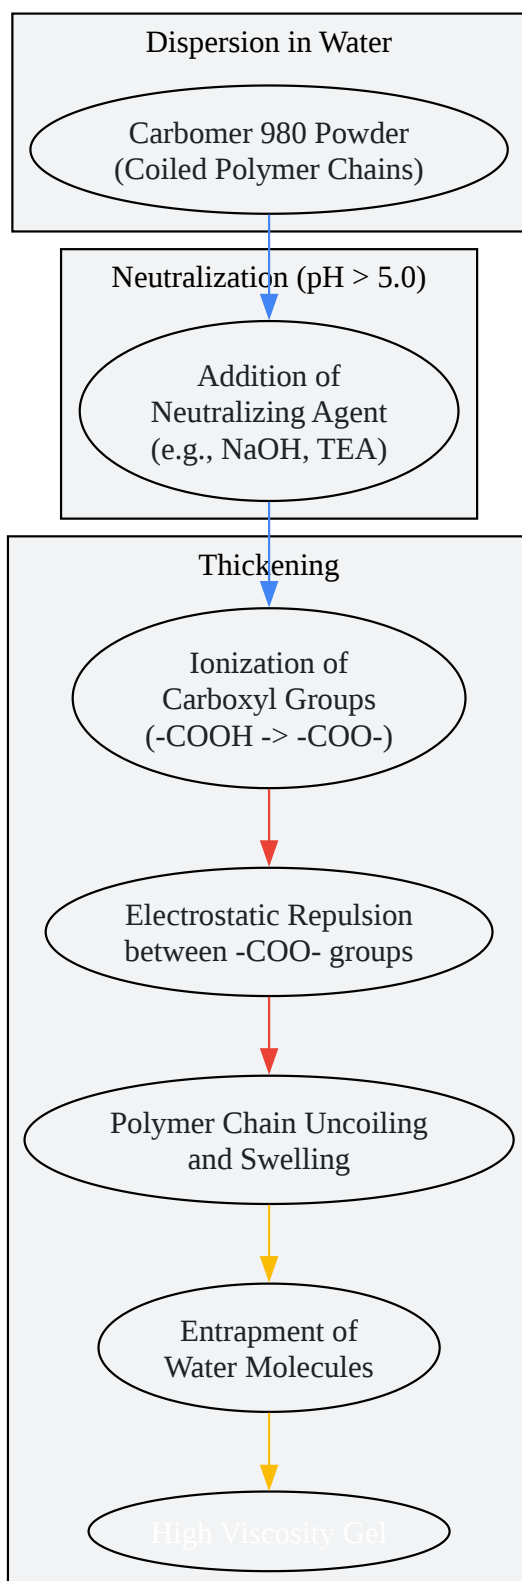 Dispersion in Water
Carbomer 980 Powder
(Coiled Polymer Chains)
Neutralization (pH > 5.0)
Addition of
Neutralizing Agent
(e.g., NaOH, TEA)
Thickening
Ionization of
Carboxyl Groups
(-COOH -> -COO-)
Electrostatic Repulsion
between -COO- groups
Polymer Chain Uncoiling
and Swelling
Entrapment of
Water Molecules
High Viscosity Gel